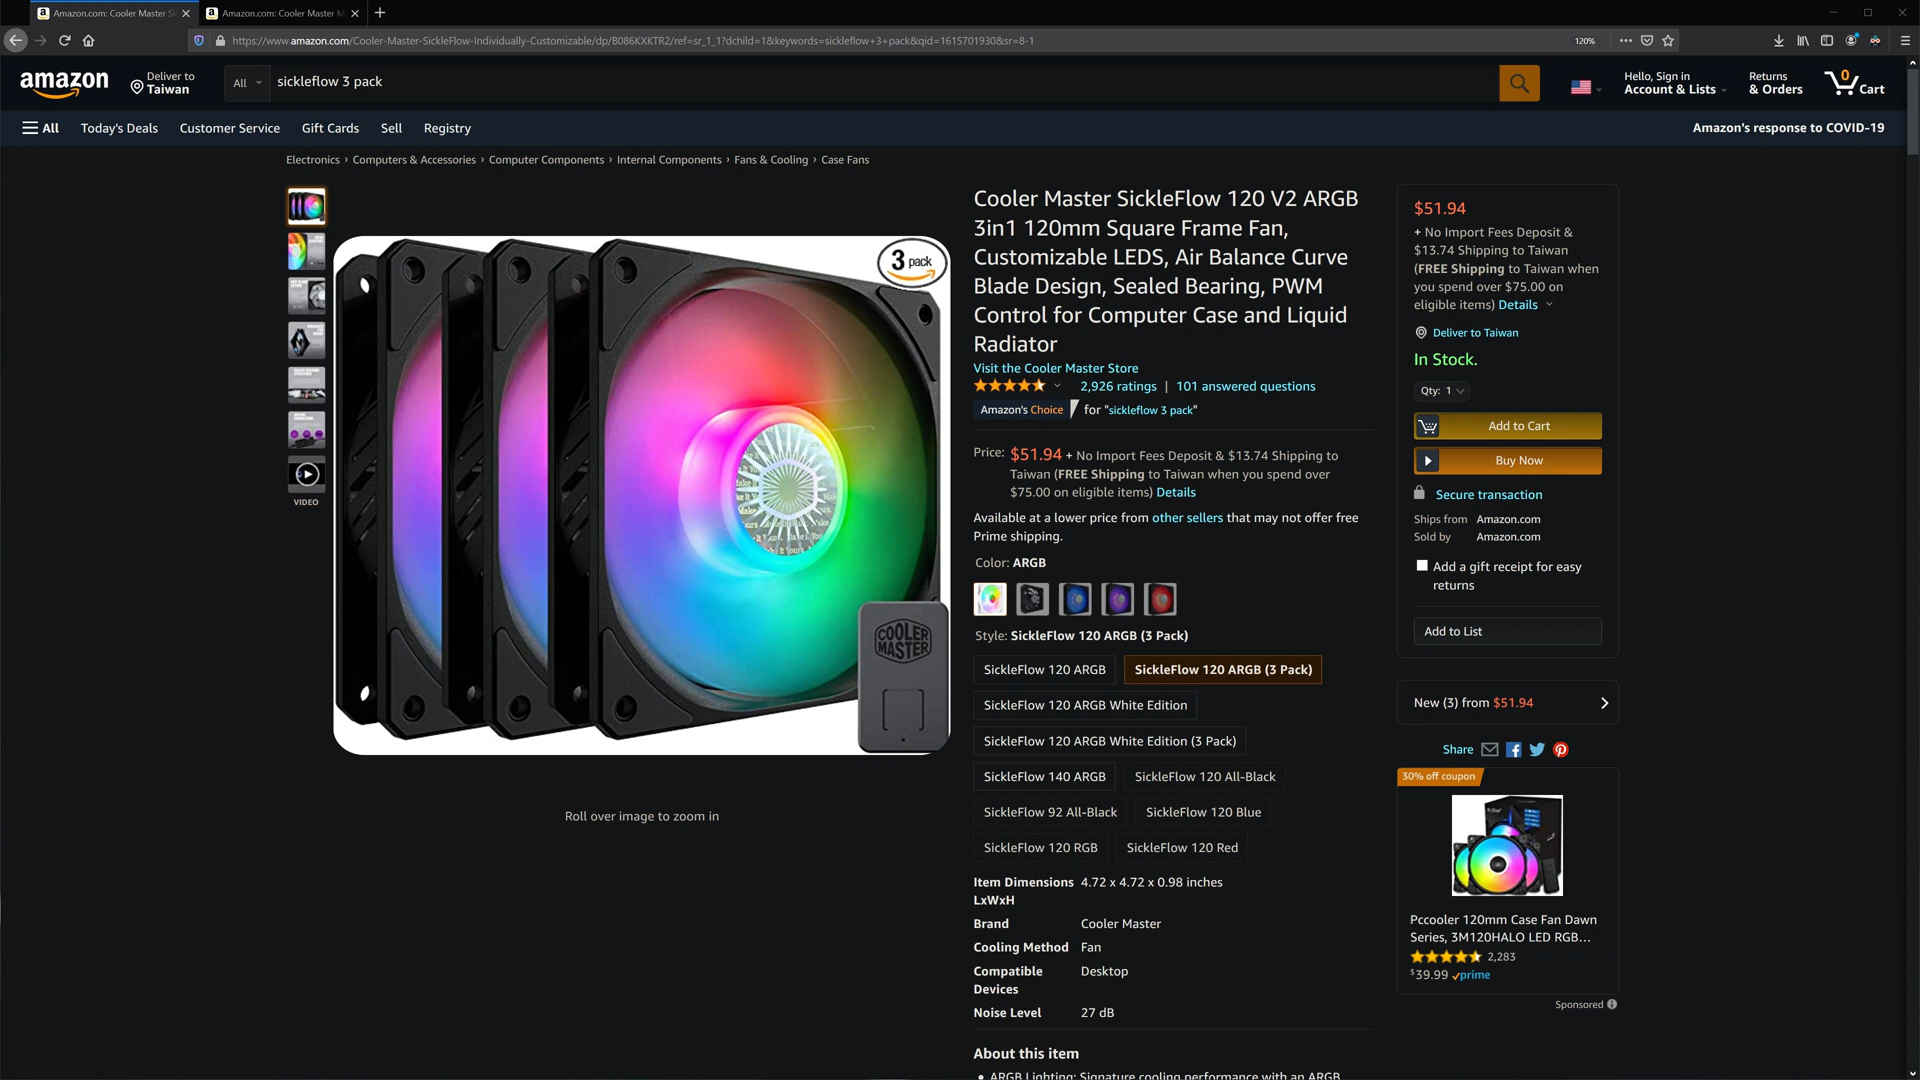 Amazon.com: Cooler Master Si
Amazon.com: Cooler Master M
https://www.amazon.com/Cooler-Master-SickleFlow-Individually-Customizable/dp/B086KXKTR2/ref=sr_1_1?dchild=1&keywords=sickleflow+3+pack&qid=1615701930&sr=8-1
120%
amazon
Deliver to
Taiwan
All
sickleflow 3 pack
Hello, Sign in
Account & Lists
Returns
& Orders
0
Cart
All
Today's Deals
Customer Service
Gift Cards
Sell
Registry
Amazon's response to COVID-19
Electronics › Computers & Accessories › Computer Components › Internal Components › Fans & Cooling › Case Fans
VIDEO
3 pack
COOLER
MASTER
Roll over image to zoom in
Cooler Master SickleFlow 120 V2 ARGB
3in1 120mm Square Frame Fan,
Customizable LEDS, Air Balance Curve
Blade Design, Sealed Bearing, PWM
Control for Computer Case and Liquid
Radiator
Visit the Cooler Master Store
2,926 ratings | 101 answered questions
Amazon's Choice for "sickleflow 3 pack"
Price: $51.94 + No Import Fees Deposit & $13.74 Shipping to
Taiwan (FREE Shipping to Taiwan when you spend over
$75.00 on eligible items) Details
Available at a lower price from other sellers that may not offer free
Prime shipping.
Color: ARGB
Style: SickleFlow 120 ARGB (3 Pack)
SickleFlow 120 ARGB
SickleFlow 120 ARGB (3 Pack)
SickleFlow 120 ARGB White Edition
SickleFlow 120 ARGB White Edition (3 Pack)
SickleFlow 140 ARGB
SickleFlow 120 All-Black
SickleFlow 92 All-Black
SickleFlow 120 Blue
SickleFlow 120 RGB
SickleFlow 120 Red
Item Dimensions 4.72 x 4.72 x 0.98 inches
LxWxH
Brand Cooler Master
Cooling Method Fan
Compatible Desktop
Devices
Noise Level 27 dB
About this item
• ARGB Lighting: Signature cooling performance with an ARGB
$51.94
+ No Import Fees Deposit &
$13.74 Shipping to Taiwan
(FREE Shipping to Taiwan when
you spend over $75.00 on
eligible items) Details
Deliver to Taiwan
In Stock.
Qty: 1
Add to Cart
Buy Now
Secure transaction
Ships from Amazon.com
Sold by Amazon.com
Add a gift receipt for easy
returns
Add to List
New (3) from $51.94
Share
30% off coupon
Pccooler 120mm Case Fan Dawn
Series, 3M120HALO LED RGB...
2,283
$39.99 prime
Sponsored